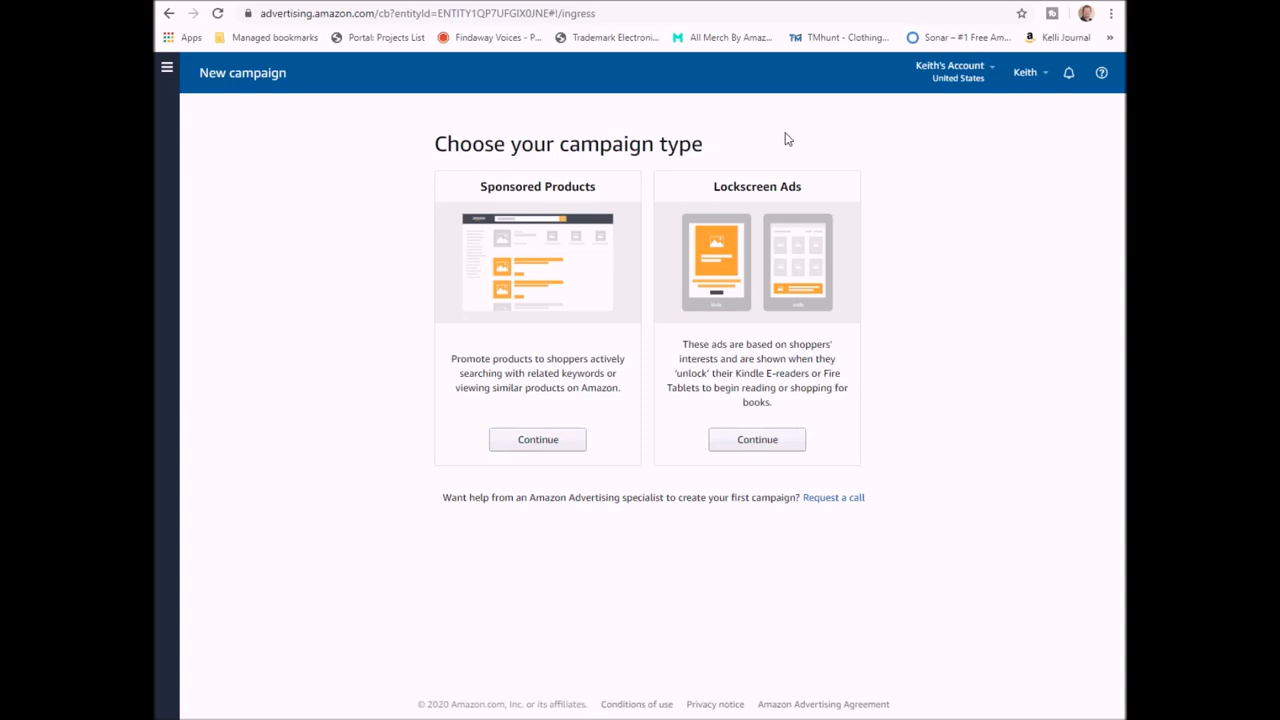 advertising.amazon.com/cb?entityId=ENTITY1QP7UFGIX0JNE#!/ingress
Apps Managed bookmarks Portal: Projects List Findaway Voices - P... Trademark Electroni... All Merch By Amaz... TMhunt - Clothing,... Sonar – #1 Free Am... Kelli Journal »
New campaign
Keith's Account
United States
Keith
Choose your campaign type
Sponsored Products
Promote products to shoppers actively
searching with related keywords or
viewing similar products on Amazon.
Continue
Lockscreen Ads
These ads are based on shoppers'
interests and are shown when they
'unlock' their Kindle E-readers or Fire
Tablets to begin reading or shopping for
books.
Continue
Want help from an Amazon Advertising specialist to create your first campaign? Request a call
© 2020 Amazon.com, Inc. or its affiliates. Conditions of use Privacy notice Amazon Advertising Agreement